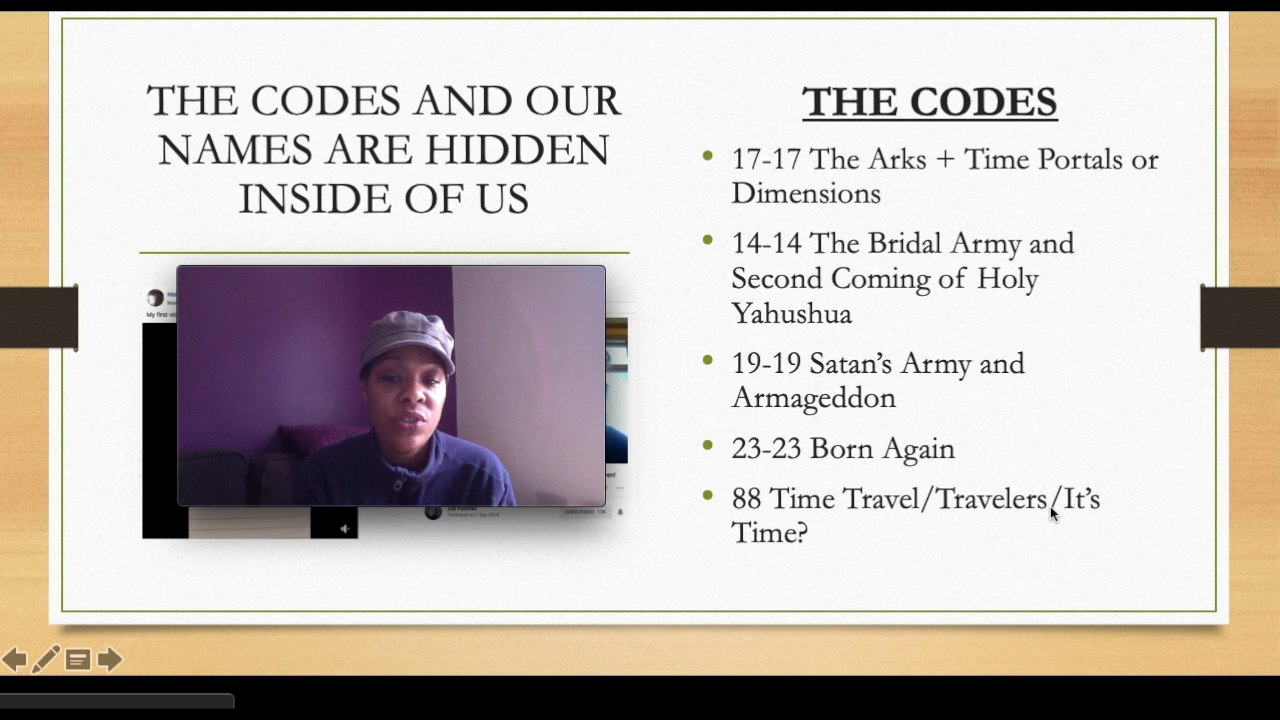 THE CODES AND OUR
NAMES ARE HIDDEN
INSIDE OF US
My first
THE CODES
17-17 The Arks + Time Portals or
Dimensions
14-14 The Bridal Army and
Second Coming of Holy
Yahushua
19-19 Satan's Army and
Armageddon
23-23 Born Again
88 Time Travel/Travelers/It's
Time?